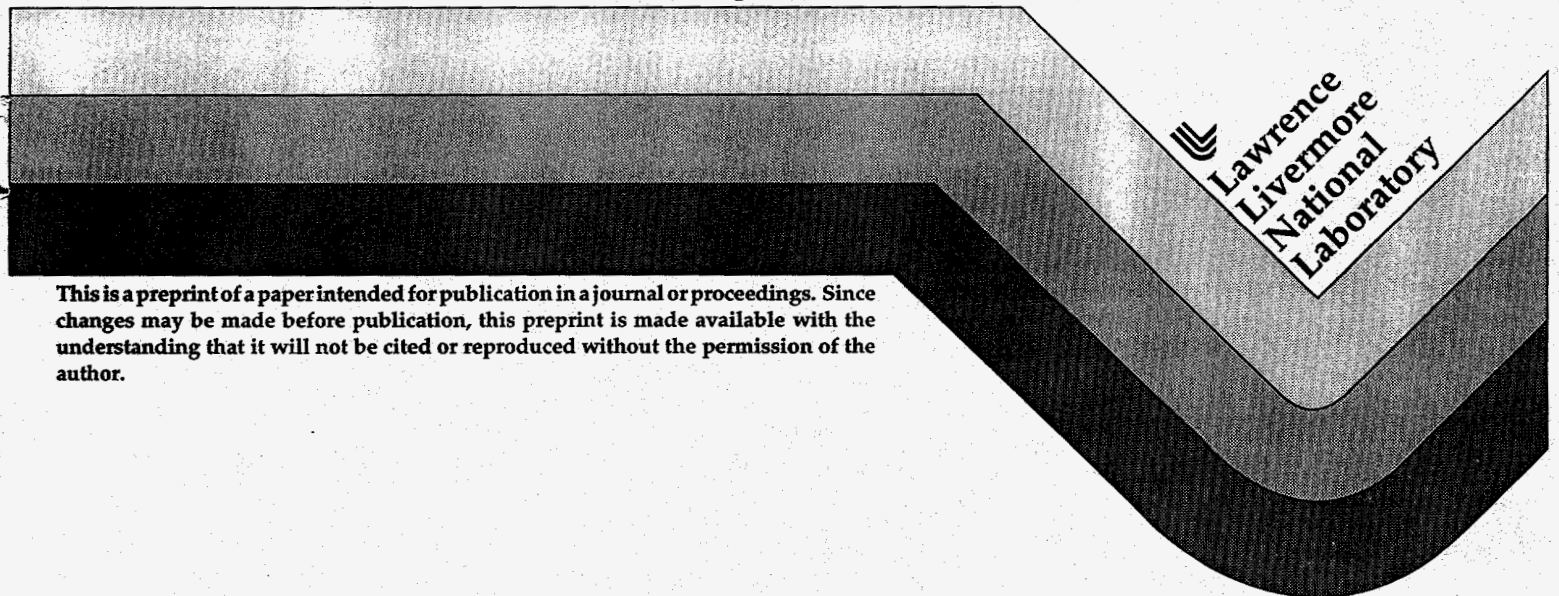 Lawrence
Livermore
National
Laboratory
This is a preprint of a paper intended for publication in a journal or proceedings. Since
changes may be made before publication, this preprint is made available with the
understanding that it will not be cited or reproduced without the permission of the
author.